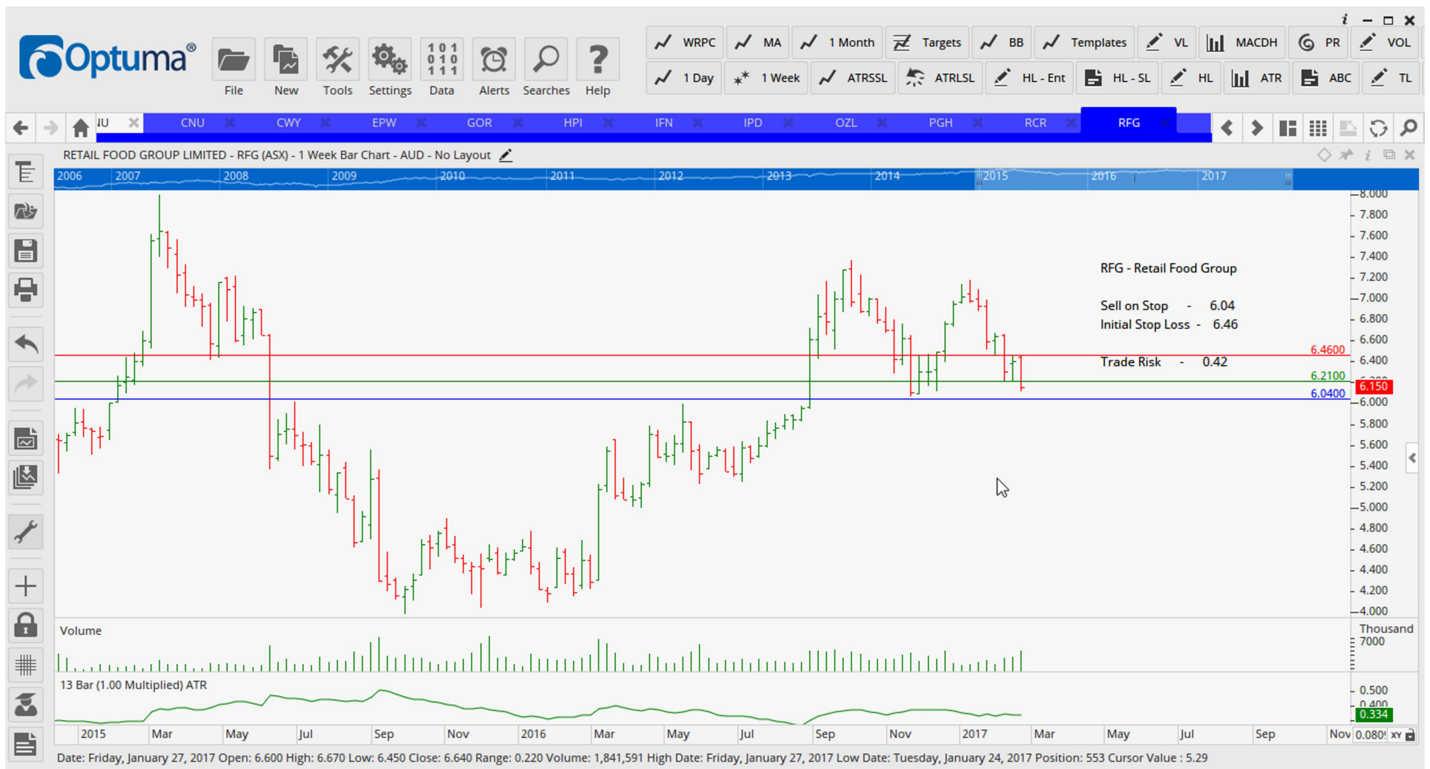 Optuma®
File New Tools Settings Data Alerts Searches Help
WRPC MA 1 Month Targets BB Templates VL MACDH PR VOL
1 Day 1 Week ATRSSL ATRLSL HL - Ent HL - SL HL ATR ABC TL
CNU CWY EPW GOR HPI IFN IPD OZL PGH RCR RFG
RETAIL FOOD GROUP LIMITED - RFG (ASX) - 1 Week Bar Chart - AUD - No Layout
2006 2007 2008 2009 2010 2011 2012 2013 2014 2015 2016 2017
8.000
7.800
7.600
7.400
RFG - Retail Food Group
7.200
7.000
Sell on Stop - 6.04
6.800
Initial Stop Loss - 6.46
6.600
6.4600
6.400
Trade Risk - 0.42
6.2100
6.150
6.0400
6.000
5.800
5.600
5.400
5.200
5.000
4.800
4.600
4.400
4.200
4.000
Volume
Thousand
7000
13 Bar (1.00 Multiplied) ATR
0.500
0.400
0.334
2015 Mar May Jul Sep Nov 2016 Mar May Jul Sep Nov 2017 Mar May Jul Sep Nov XY
Date: Friday, January 27, 2017 Open: 6.600 High: 6.670 Low: 6.450 Close: 6.640 Range: 0.220 Volume: 1,841,591 High Date: Friday, January 27, 2017 Low Date: Tuesday, January 24, 2017 Position: 553 Cursor Value : 5.29